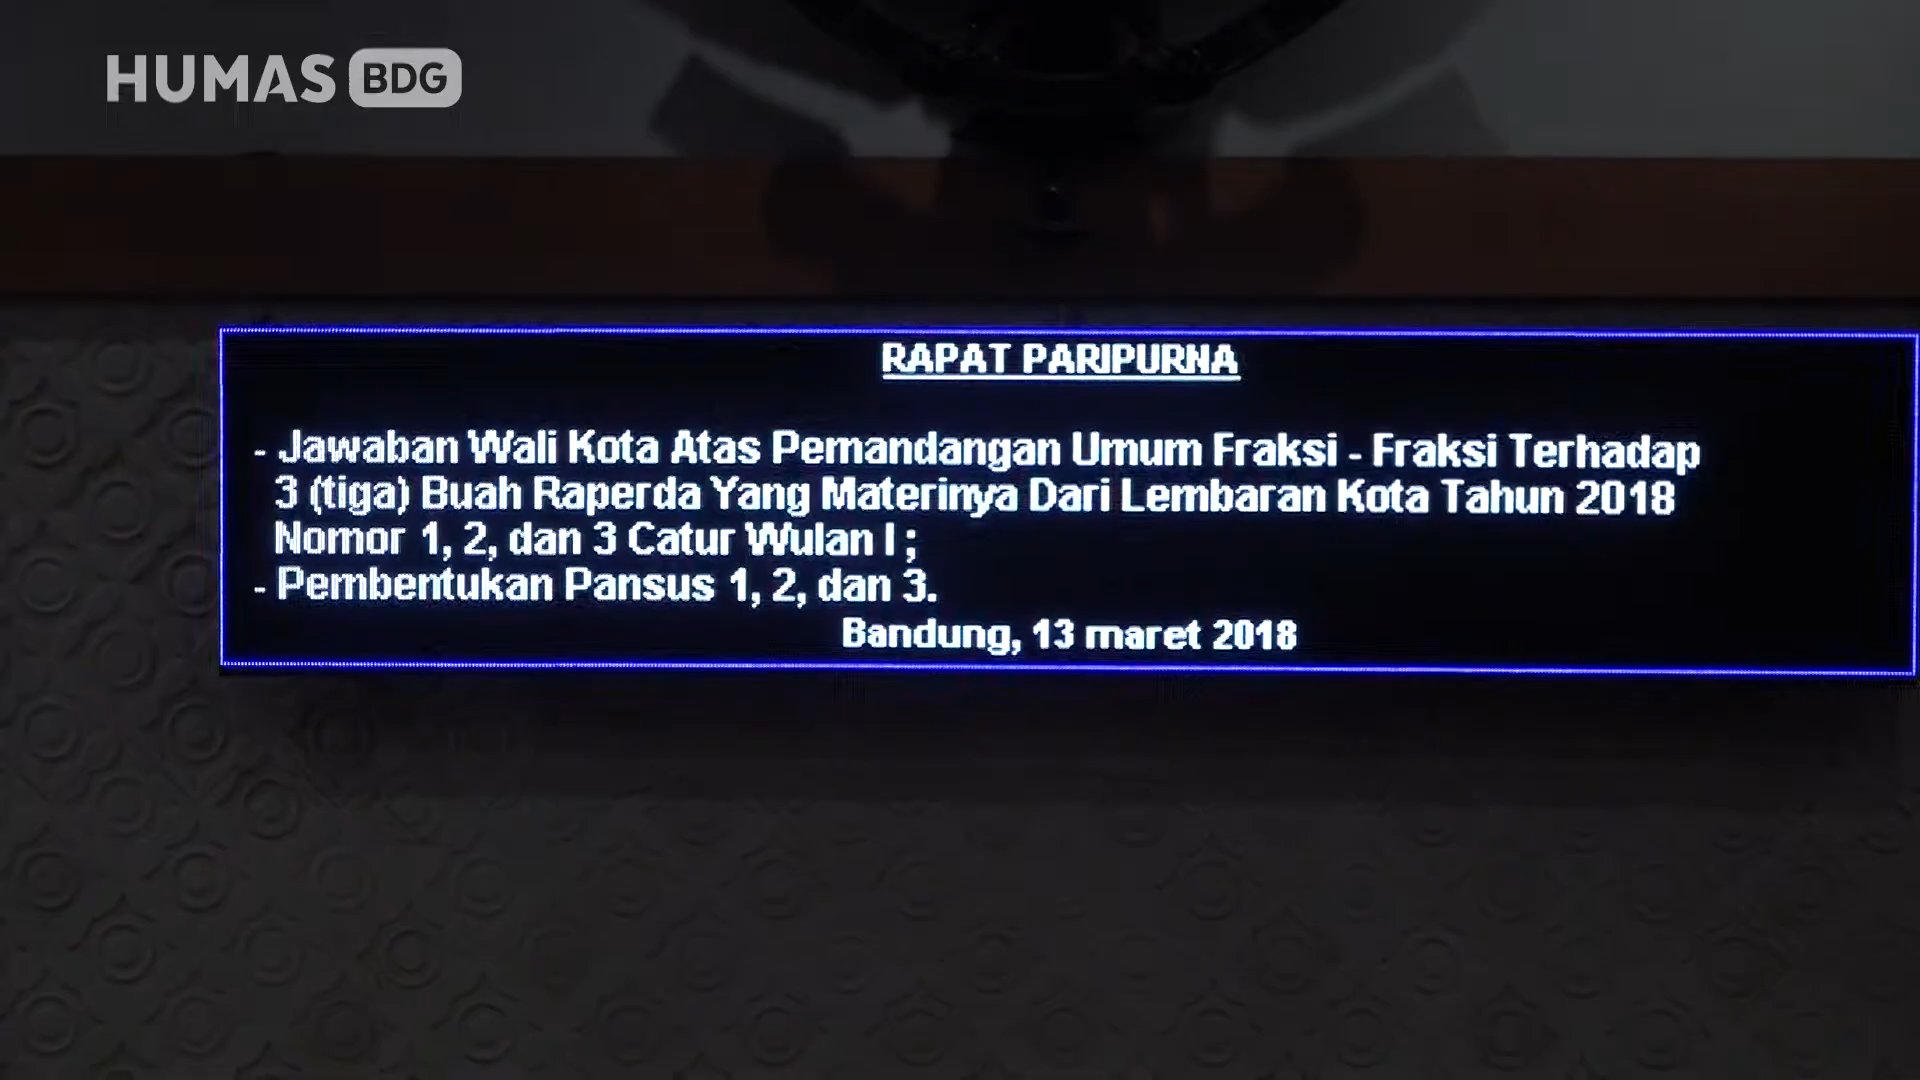 HUMAS BDG
RAPAT PARIPURNA
- Jawaban Wali Kota Atas Pemandangan Umum Fraksi - Fraksi Terhadap
3 (tiga) Buah Raperda Yang Materinya Dari Lembaran Kota Tahun 2018
Nomor 1, 2, dan 3 Catur Wulan I ;
- Pembentukan Pansus 1, 2, dan 3.
Bandung, 13 maret 2018